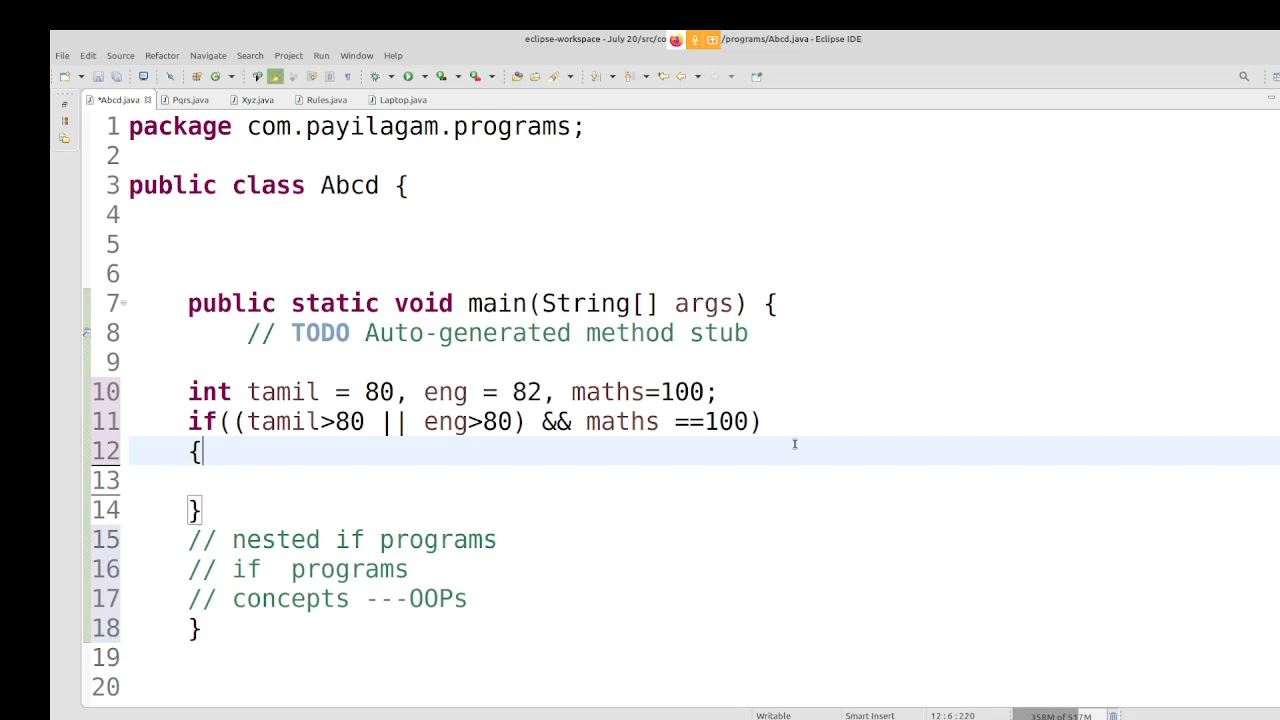 eclipse-workspace - July 20/src/co /programs/Abcd.java - Eclipse IDE
File Edit Source Refactor Navigate Search Project Run Window Help
*Abcd.java Pqrs.java Xyz.java Rules.java Laptop.java
1 package com.payilagam.programs;
2
3 public class Abcd {
4
5
6
7 public static void main(String[] args) {
8 // TODO Auto-generated method stub
9
10 int tamil = 80, eng = 82, maths=100;
11 if((tamil>80 || eng>80) && maths ==100)
12 {
13
14 }
15 // nested if programs
16 // if  programs
17 // concepts ---OOPs
18 }
19
20
Writable Smart Insert 12:6:220 358M of 517M